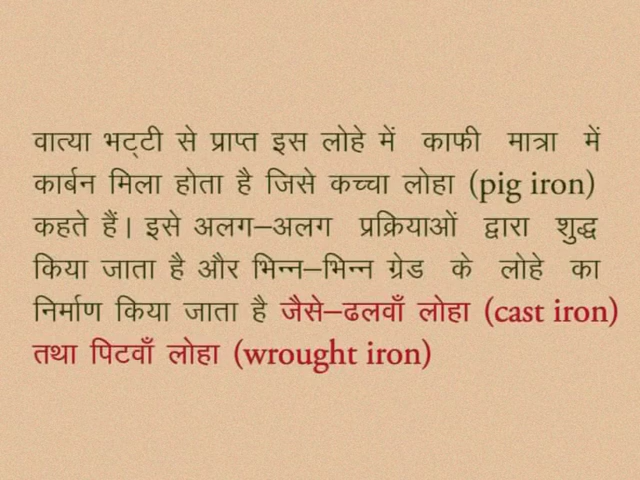 वात्या भट्टी से प्राप्त इस लोहे में काफी मात्रा में
कार्बन मिला होता है जिसे कच्चा लोहा (pig iron)
कहते हैं। इसे अलग–अलग प्रक्रियाओं द्वारा शुद्ध
किया जाता है और भिन्न–भिन्न ग्रेड के लोहे का
निर्माण किया जाता है जैसे–ढलवाँ लोहा (cast iron)
तथा पिटवाँ लोहा (wrought iron)